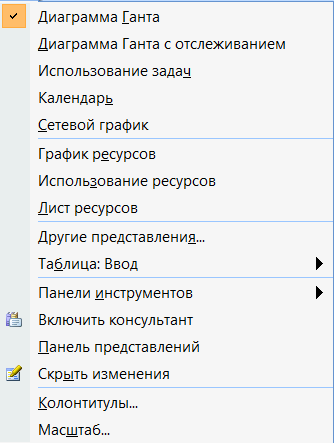 Диаграмма Ганта
Диаграмма Ганта с отслеживанием
Использование задач
Календарь
Сетевой график
График ресурсов
Использование ресурсов
Лист ресурсов
Другие представления...
Таблица: Ввод
Панели инструментов
Включить консультант
Панель представлений
Скрыть изменения
Колонтитулы...
Масштаб...